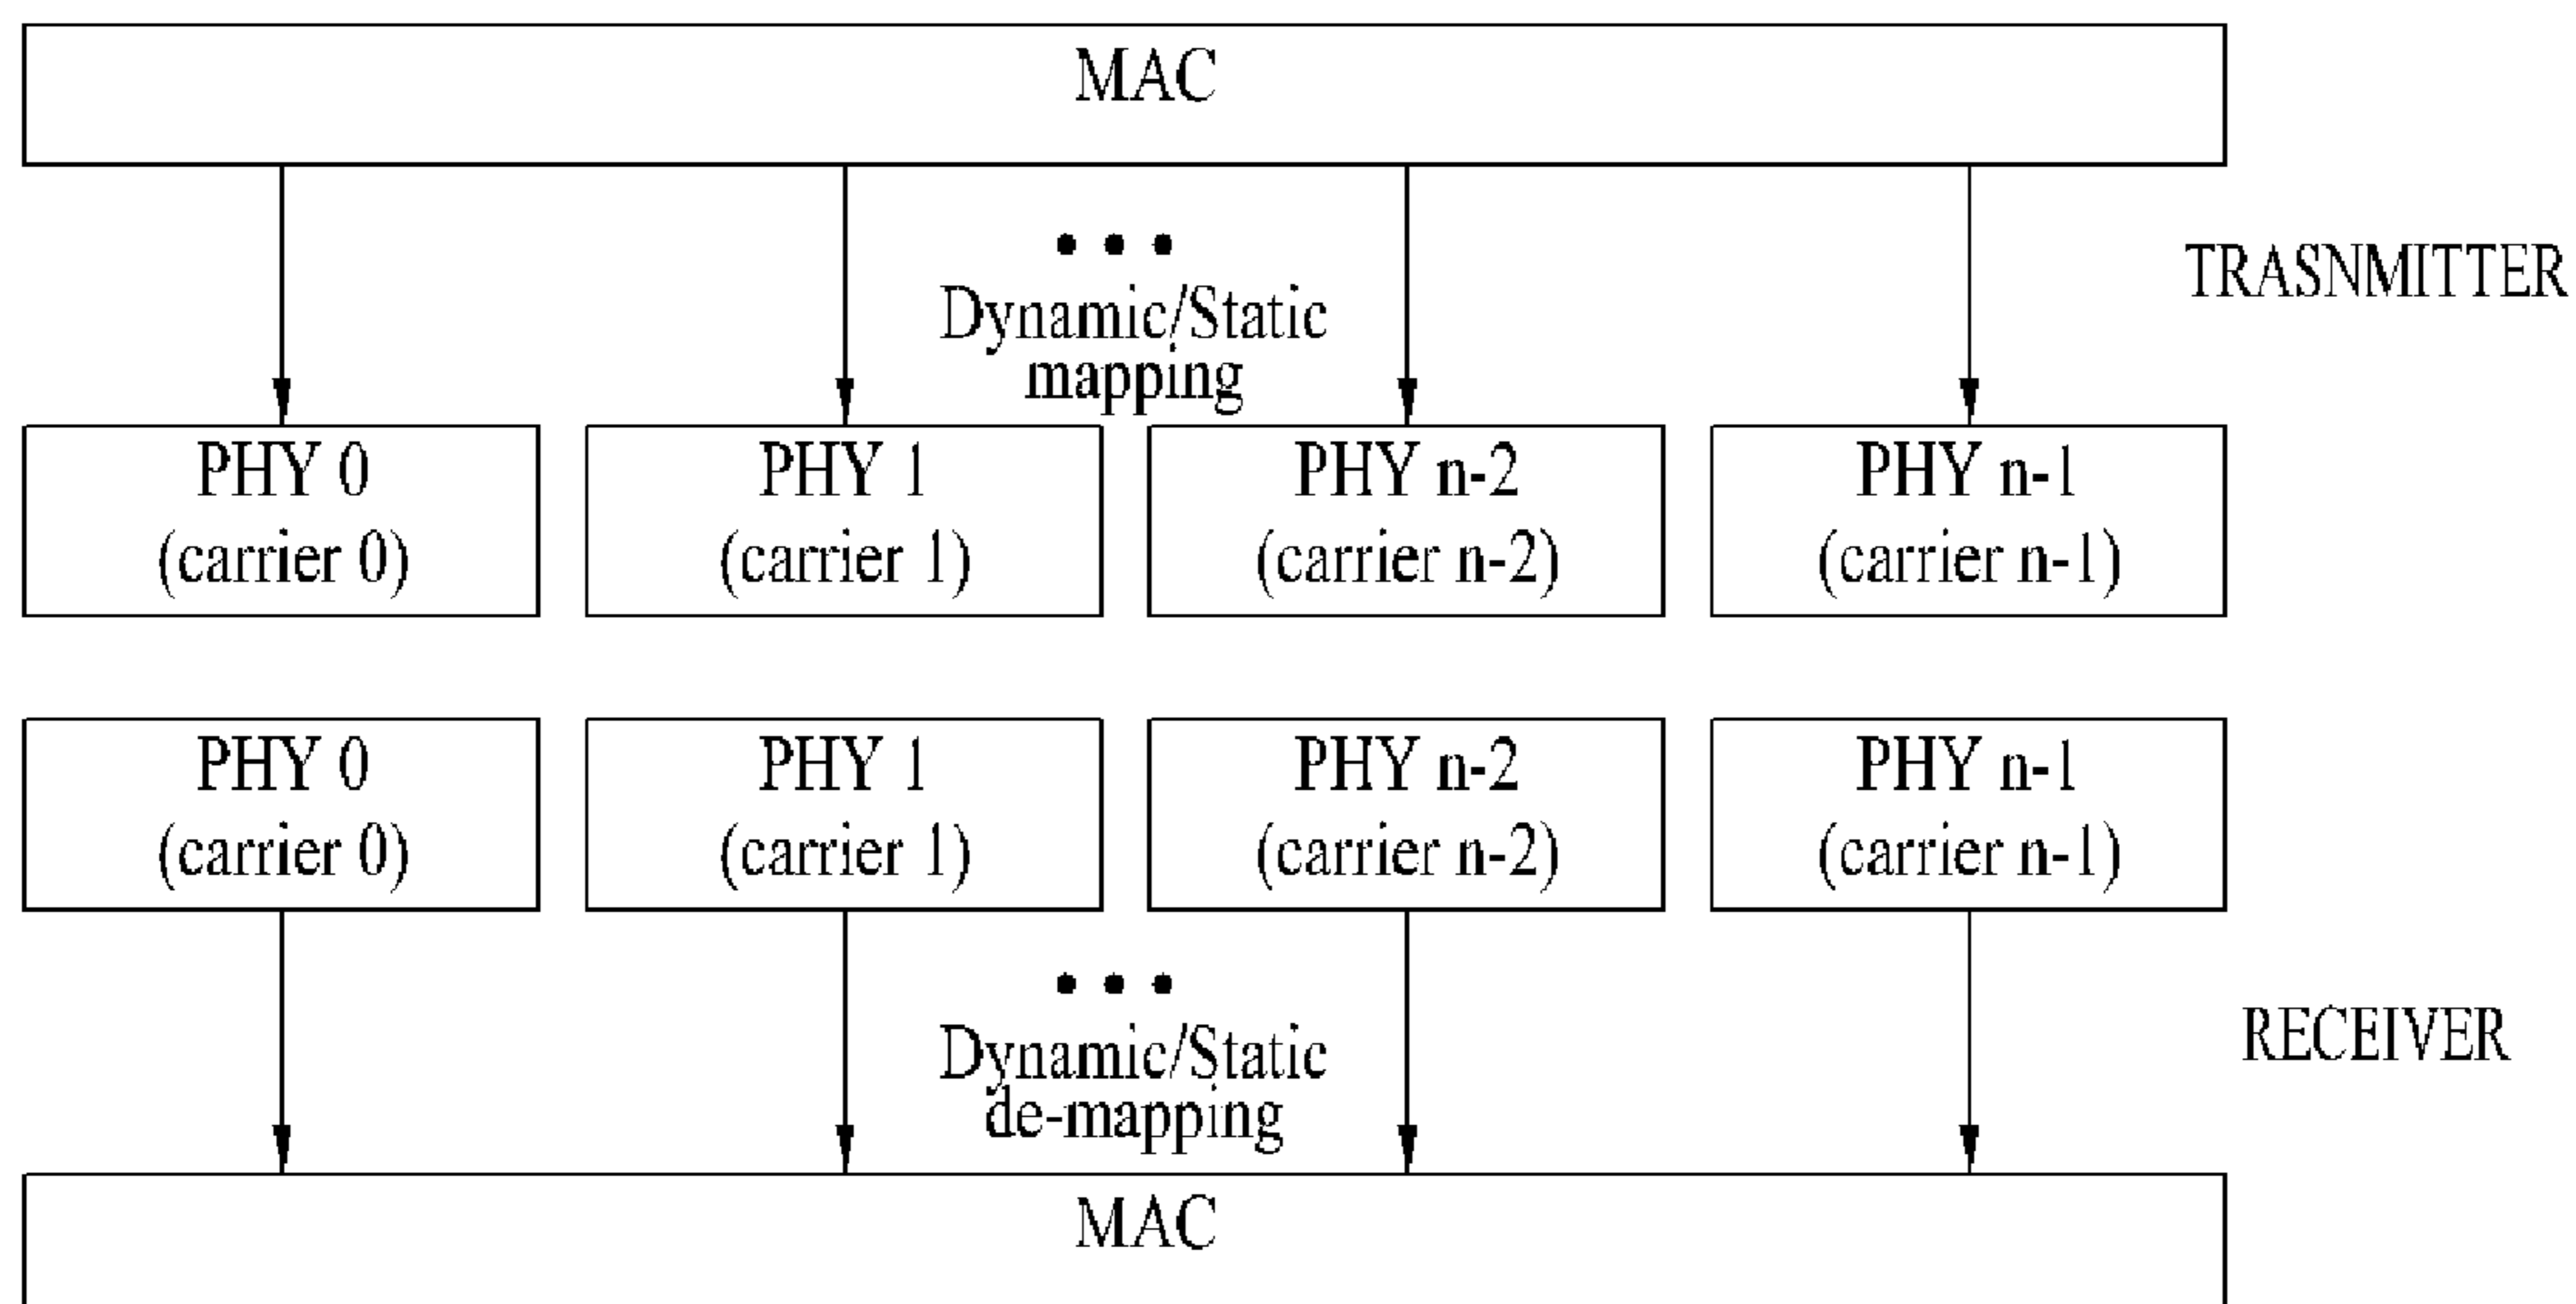 MAC
• • •
Dynamic/Static
mapping
TRASNMITTER
PHY 0
(carrier 0)
PHY 1
(carrier 1)
PHY n-2
(carrier n-2)
PHY n-1
(carrier n-1)
PHY 0
(carrier 0)
PHY 1
(carrier 1)
PHY n-2
(carrier n-2)
PHY n-1
(carrier n-1)
• • •
Dynamic/Static
de-mapping
RECEIVER
MAC